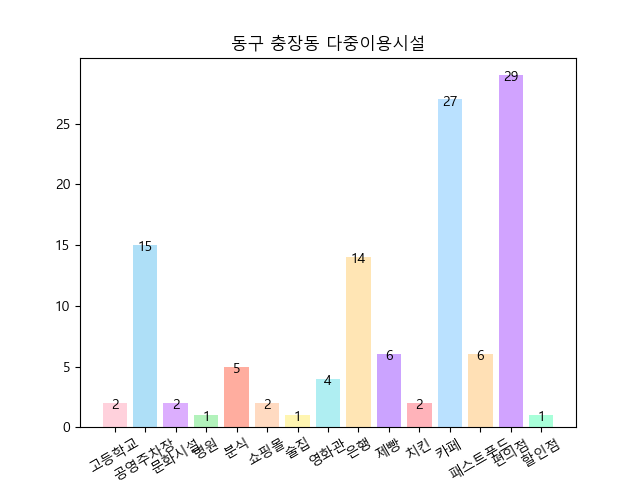 동구 충장동 다중이용시설
29
27
25
20
15
15
14
10
6
6
5
5
4
2
2
2
2
1
1
1
0
고등학교
공영주차장
문화시설
병원
분식
쇼핑몰
술집
영화관
은행
제빵
치킨
카페
패스트푸드
편의점
할인점